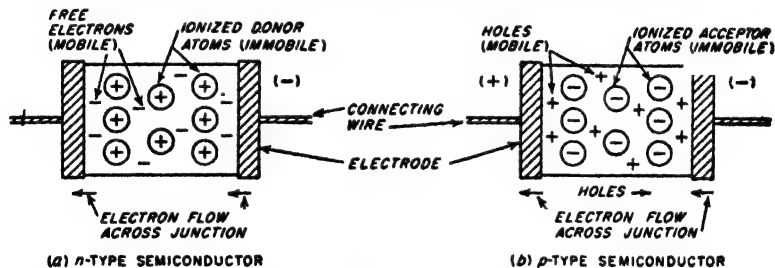 FREE
ELECTRONS
(MOBILE)
IONIZED DONOR
ATOMS (IMMOBILE)
(-)
CONNECTING
WIRE
ELECTRODE
ELECTRON FLOW
ACROSS JUNCTION
(a) n-TYPE SEMICONDUCTOR
HOLES
(MOBILE)
IONIZED ACCEPTOR
ATOMS (IMMOBILE)
(+)
(-)
HOLES
ELECTRON FLOW
ACROSS JUNCTION
(b) p-TYPE SEMICONDUCTOR